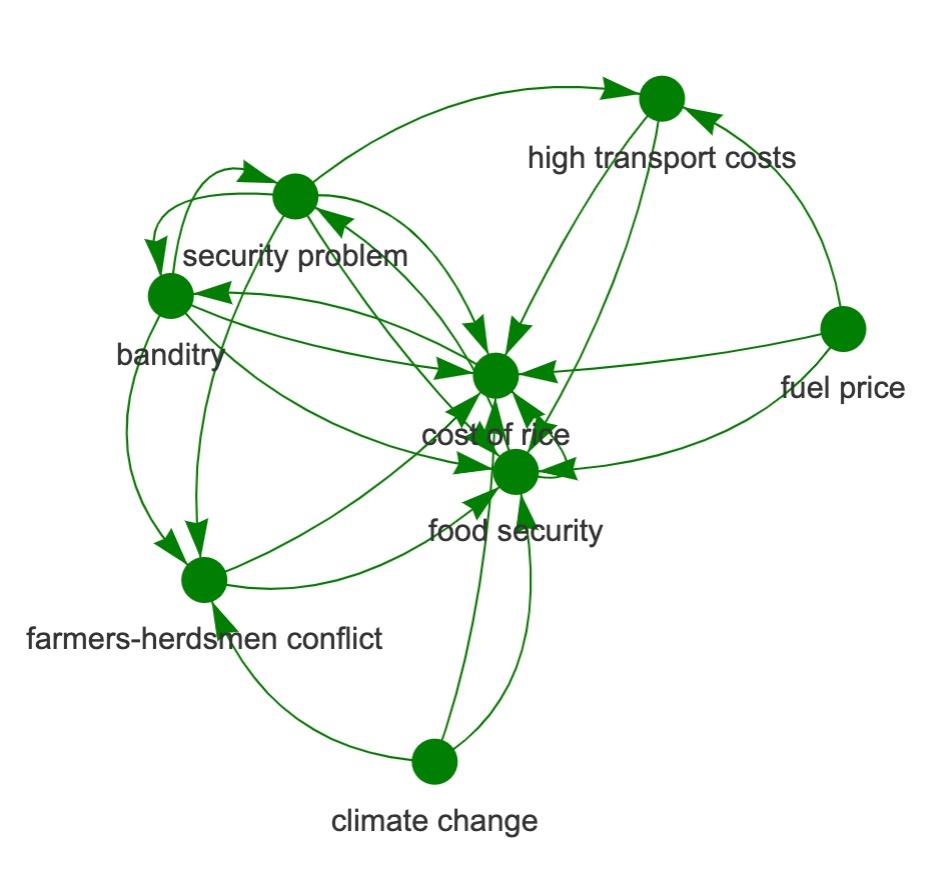 high transport costs
security problem
banditry
fuel price
cost of rice
food security
farmers-herdsmen conflict
climate change